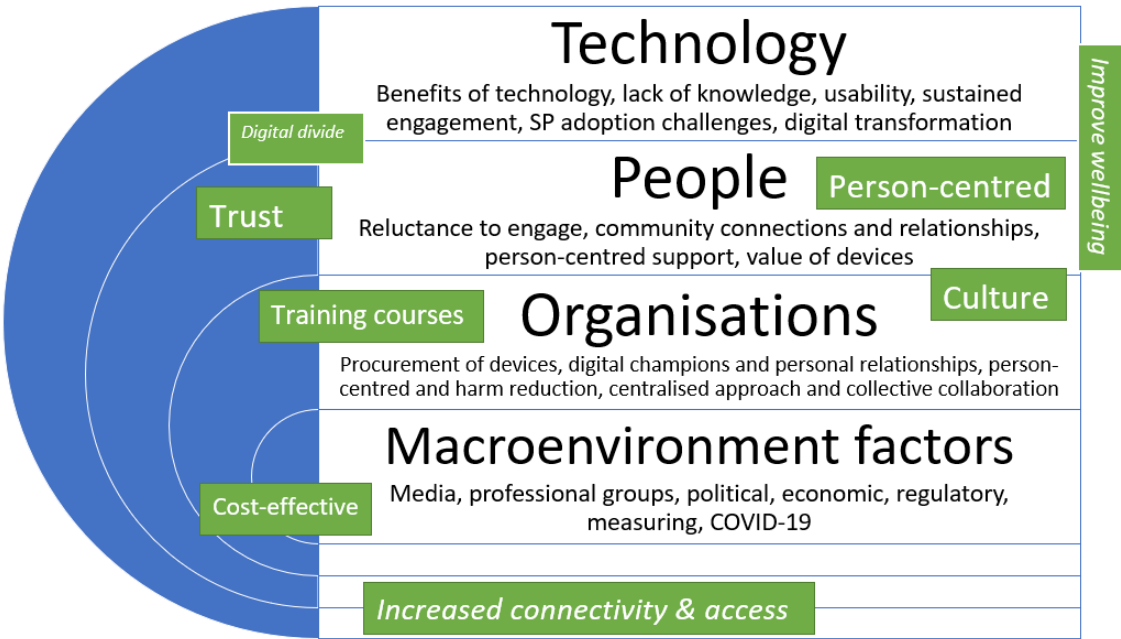 Technology
Benefits of technology, lack of knowledge, usability, sustained
engagement, SP adoption challenges, digital transformation
Improve wellbeing
Digital divide
People
Person-centred
Trust
Reluctance to engage, community connections and relationships,
person-centred support, value of devices
Culture
Training courses
Organisations
Procurement of devices, digital champions and personal relationships, person-
centred and harm reduction, centralised approach and collective collaboration
Macroenvironment factors
Cost-effective
Media, professional groups, political, economic, regulatory,
measuring, COVID-19
Increased connectivity & access